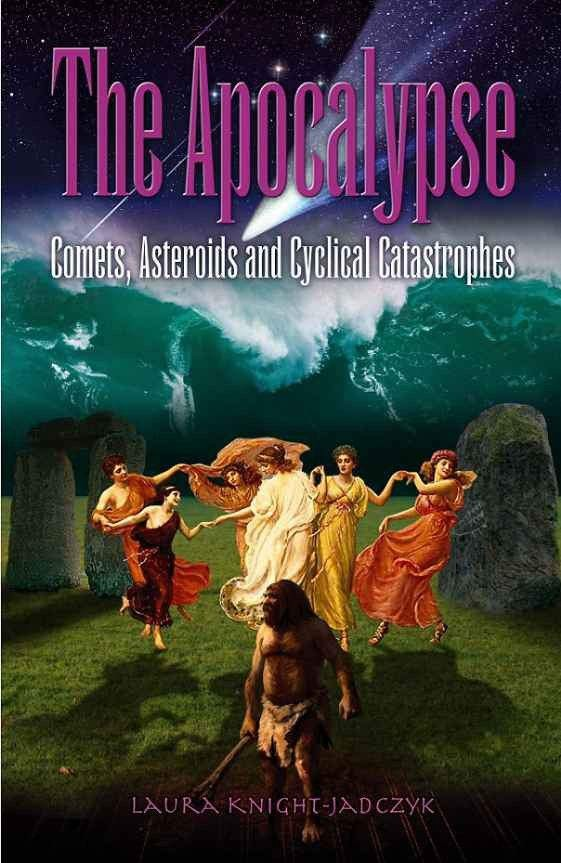 The Apocalypse
Comets, Asteroids and Cyclical Catastrophes
LAURA KNIGHT-JADCZYK